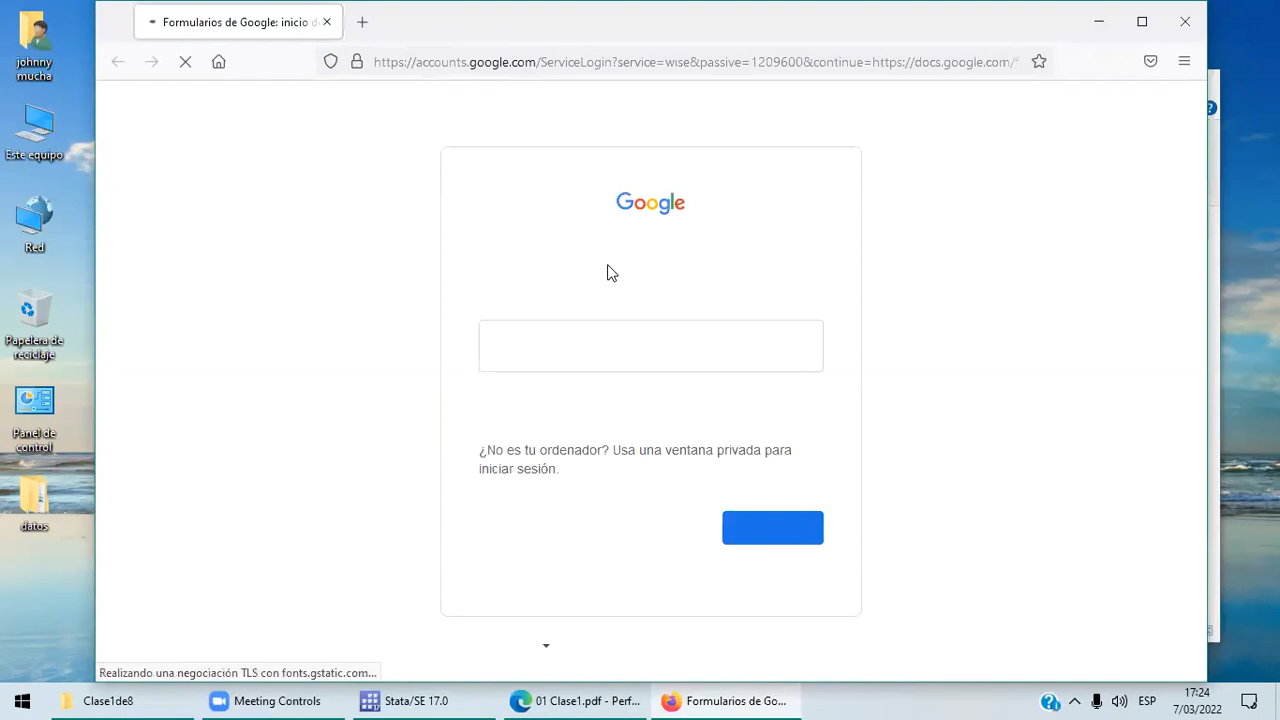 Formularios de Google: inicio d
https://accounts.google.com/ServiceLogin?service=wise&passive=1209600&continue=https://docs.google.com/
Google
¿No es tu ordenador? Usa una ventana privada para
iniciar sesión.
Realizando una negociación TLS con fonts.gstatic.com...
johnny
mucha
Este equipo
Red
Papelera de
reciclaje
Panel de
control
datos
Clase1de8
Meeting Controls
Stata/SE 17.0
01 Clase1.pdf - Perf...
Formularios de Go...
ESP
17:24
7/03/2022